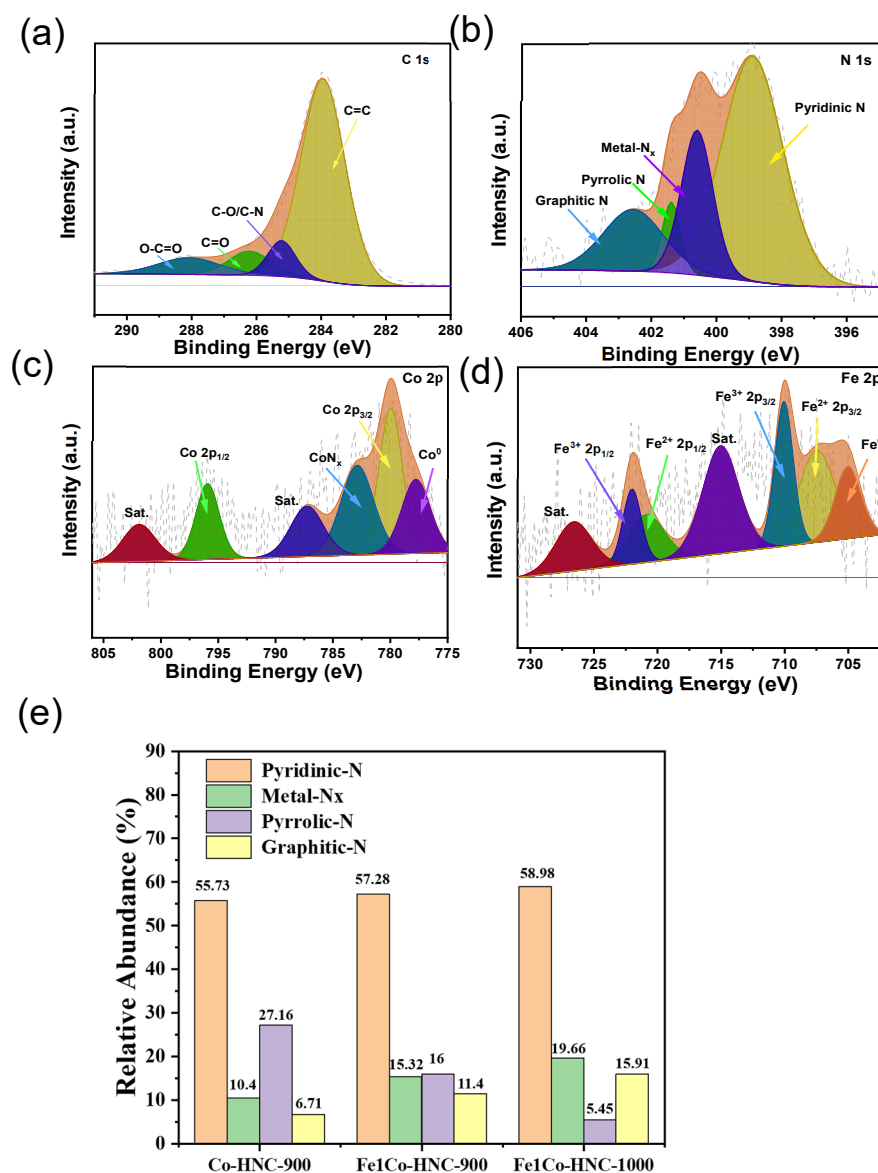 (a)
C 1s
C=C
C-O/C-N
C=O
O-C=O
Intensity (a.u.)
290 288 286 284 282 280
Binding Energy (eV)
(b)
N 1s
Pyridinic N
Metal-Nx
Pyrrolic N
Graphitic N
Intensity (a.u.)
406 404 402 400 398 396
Binding Energy (eV)
(c)
Co 2p
Co 2p3/2
Co 2p1/2
CoNx
Co0
Sat.
Sat.
Intensity (a.u.)
805 800 795 790 785 780 775
Binding Energy (eV)
(d)
Fe 2p
Fe3+ 2p3/2
Fe2+ 2p3/2
Sat.
Fe3+ 2p1/2
Fe2+ 2p1/2
Fe
Sat.
Intensity (a.u.)
730 725 720 715 710 705
Binding Energy (eV)
(e)
90
80
70
60
50
40
30
20
10
0
Relative Abundance (%)
Pyridinic-N
Metal-Nx
Pyrrolic-N
Graphitic-N
55.73
10.4
27.16
6.71
57.28
15.32
16
11.4
58.98
19.66
5.45
15.91
Co-HNC-900 Fe1Co-HNC-900 Fe1Co-HNC-1000